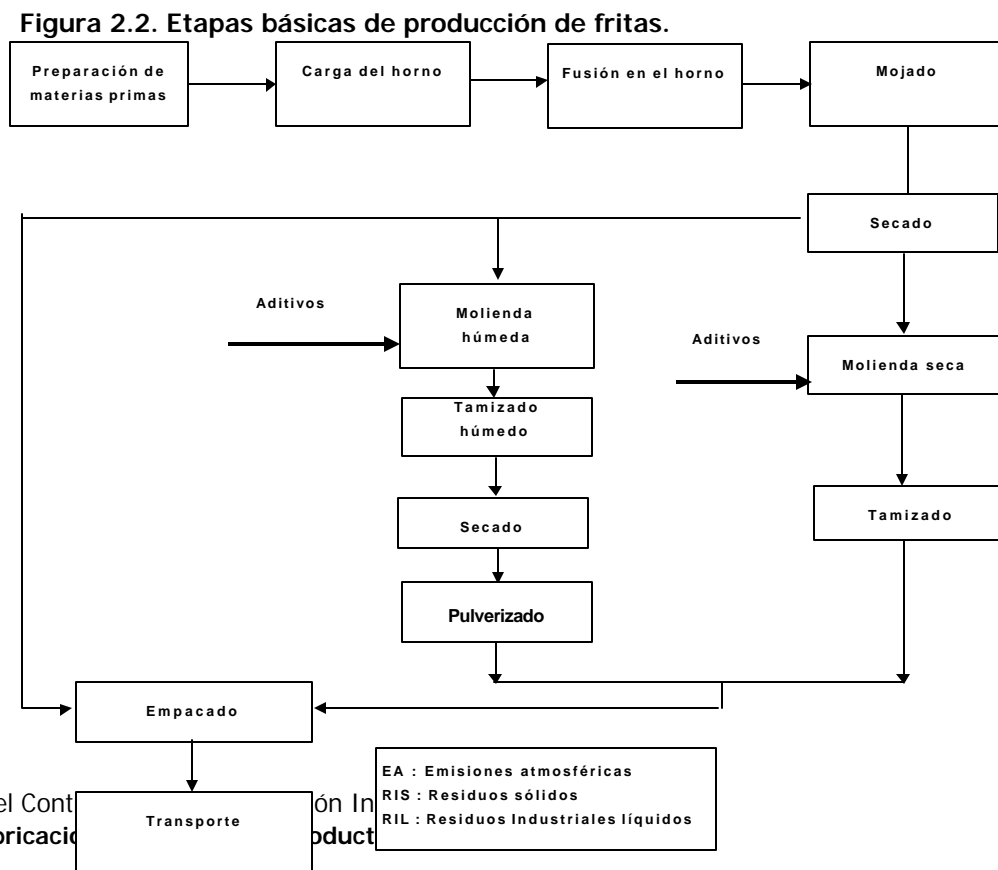 Figura 2.2. Etapas básicas de producción de fritas.
Preparación de
materias primas
Carga del horno
Fusión en el horno
Mojado
Secado
Aditivos
Molienda
húmeda
Aditivos
Molienda seca
Tamizado
húmedo
Secado
Tamizado
Pulverizado
Empacado
EA : Emisiones atmosféricas
RIS : Residuos sólidos
RIL : Residuos Industriales líquidos
Transporte